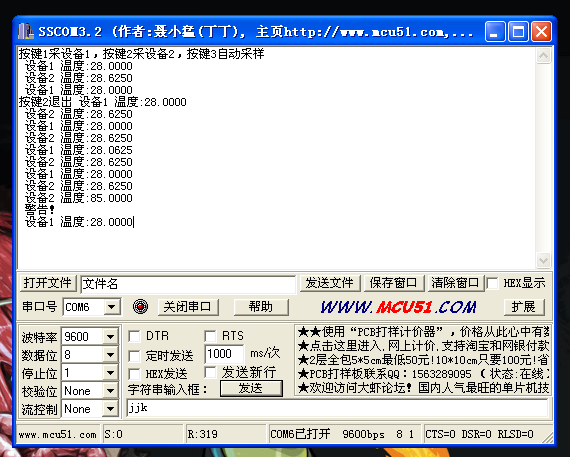 SSCOM3.2 (作者:聂小猛(丁丁), 主页http://www.mcu51.com,...
按键1采设备1，按键2采设备2，按键3自动采样
设备1 温度:28.0000
设备2 温度:28.6250
设备1 温度:28.0000
按键2退出 设备1 温度:28.0000
设备2 温度:28.6250
设备1 温度:28.0000
设备2 温度:28.6250
设备1 温度:28.0625
设备2 温度:28.6250
设备1 温度:28.0000
设备2 温度:28.6250
设备2 温度:85.0000
警告!
设备1 温度:28.0000
打开文件 文件名 发送文件 保存窗口 清除窗口 HEX显示
串口号 COM6 关闭串口 帮助 WWW.MCU51.COM 扩展
波特率 9600 DTR RTS
数据位 8 定时发送 1000 ms/次
停止位 1 HEX发送 发送新行
校验位 None 字符串输入框: 发送
流控制 None jjk
★★使用“PCB打样计价器”，价格从此心中有数
★点击这里进入,网上计价,支持淘宝和网银付款
★2层全包5*5cm最低50元!10*10cm只要100元!省
★PCB打样板联系QQ：1563289095（状态:在线
★欢迎访问大虾论坛! 国内人气最旺的单片机技
www.mcu51.com S:0 R:319 COM6已打开 9600bps 8 1 CTS=0 DSR=0 RLSD=0